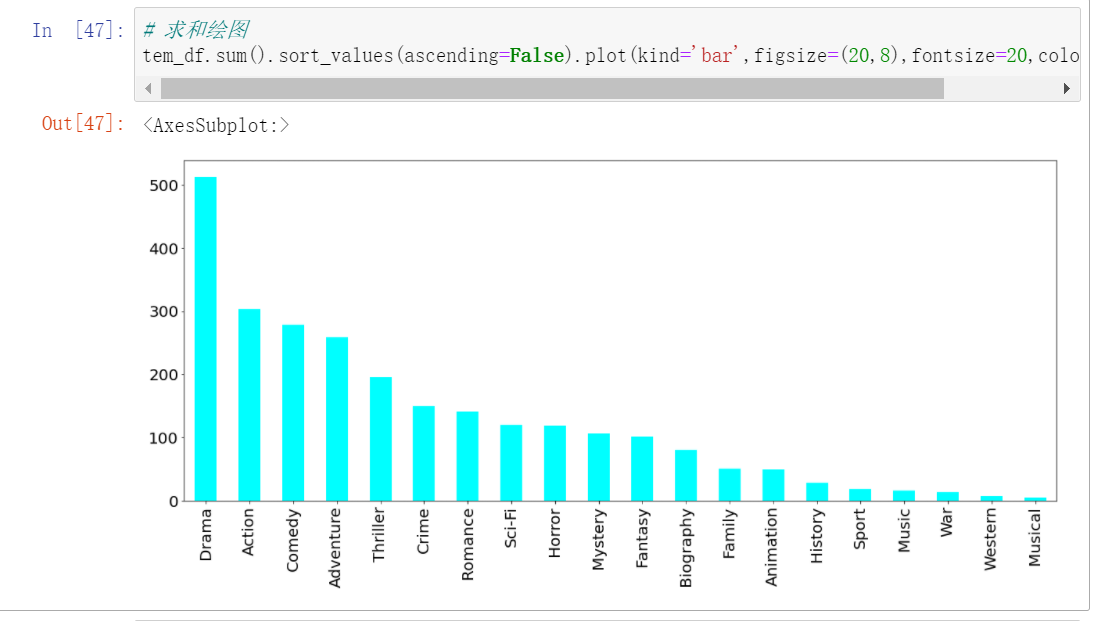 In [47]: # 求和绘图
tem_df.sum().sort_values(ascending=False).plot(kind='bar',figsize=(20,8),fontsize=20,colo
Out[47]: <AxesSubplot:>
500
400
300
200
100
0
Drama Action Comedy Adventure Thriller Crime Romance Sci-Fi Horror Mystery Fantasy Biography Family Animation History Sport Music War Western Musical